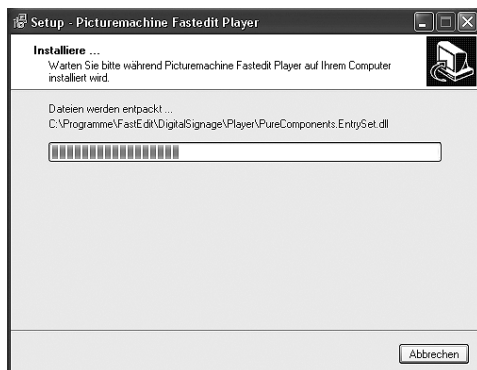 Setup - Picturemachine Fastedit Player
Installiere ...
Warten Sie bitte während Picturemachine Fastedit Player auf Ihrem Computer
installiert wird.
Dateien werden entpackt ...
C:\Programme\FastEdit\DigitalSignage\Player\PureComponents.EntrySet.dll
Abbrechen